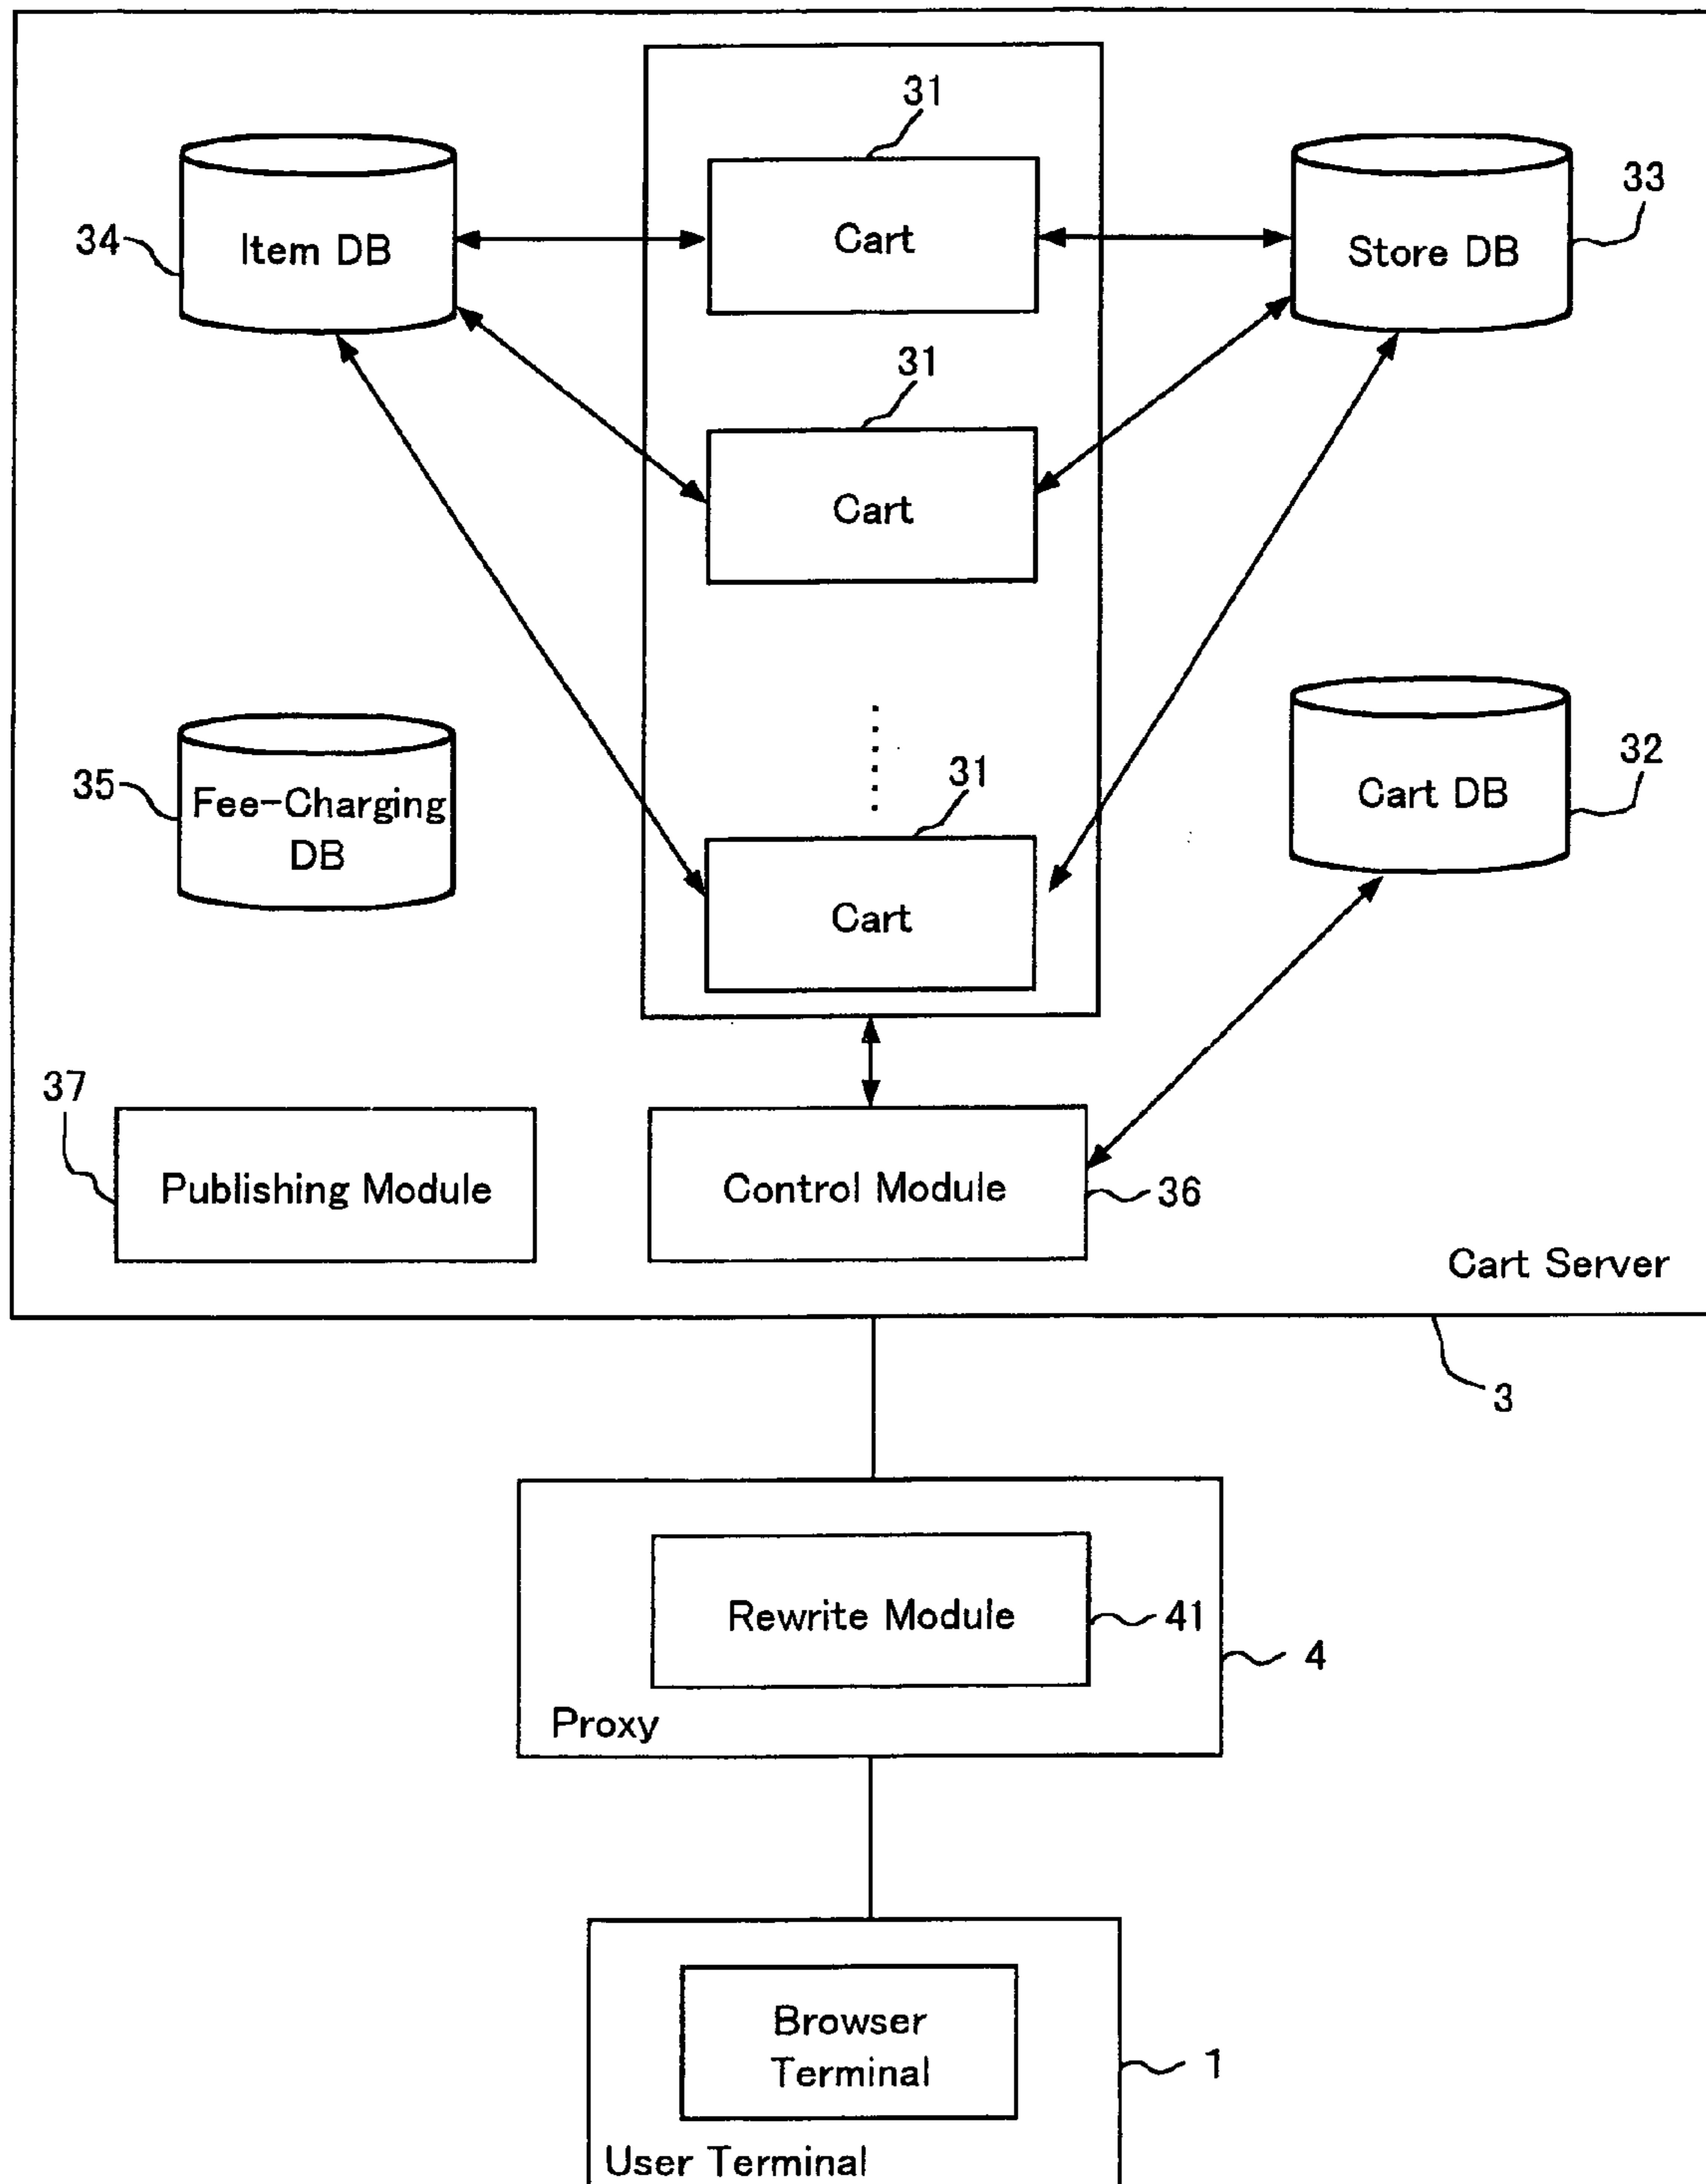 31
34
Item DB
Cart
Store DB
33
31
Cart
35
Fee-Charging
DB
31
Cart
Cart DB
32
37
Publishing Module
Control Module
36
Cart Server
3
Rewrite Module
41
4
Proxy
Browser
Terminal
1
User Terminal